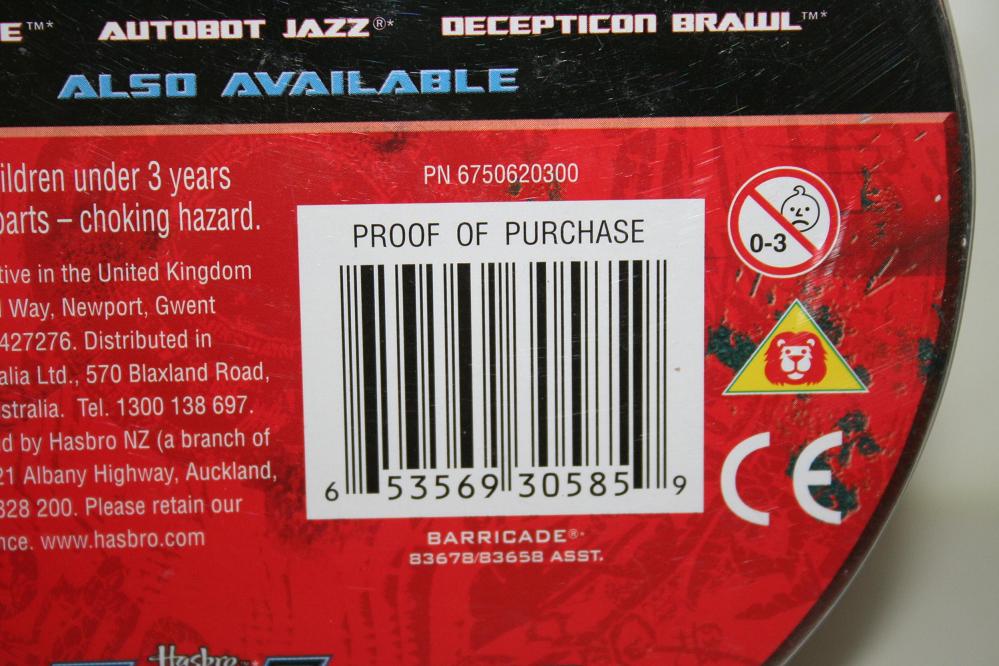 E™* AUTOBOT JAZZ®* DECEPTICON BRAWL™*
ALSO AVAILABLE
ildren under 3 years
parts – choking hazard.
tive in the United Kingdom
Way, Newport, Gwent
427276. Distributed in
alia Ltd., 570 Blaxland Road,
stralia. Tel. 1300 138 697.
d by Hasbro NZ (a branch of
21 Albany Highway, Auckland,
828 200. Please retain our
nce. www.hasbro.com
PN 6750620300
PROOF OF PURCHASE
6 53569 30585 9
BARRICADE®*
83678/83658 ASST.
0-3
CE
Hasbro